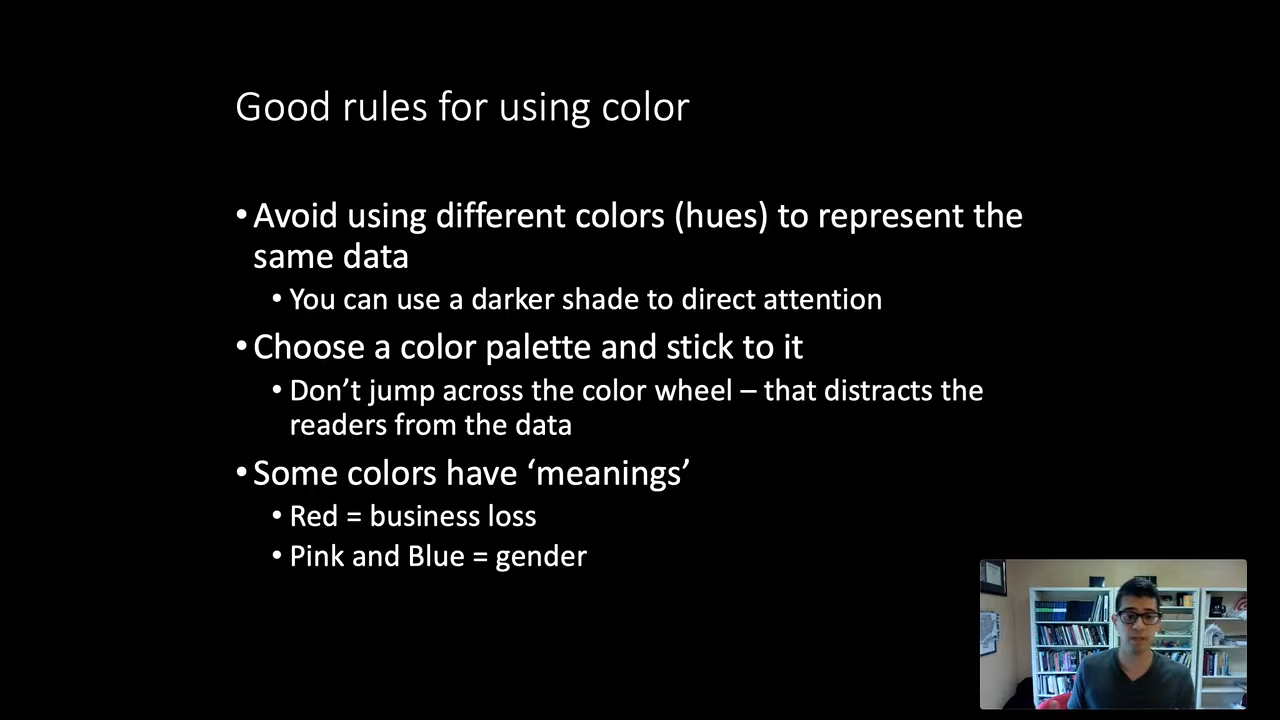 Good rules for using color
• Avoid using different colors (hues) to represent the
same data
• You can use a darker shade to direct attention
• Choose a color palette and stick to it
• Don’t jump across the color wheel – that distracts the
readers from the data
• Some colors have ‘meanings’
• Red = business loss
• Pink and Blue = gender